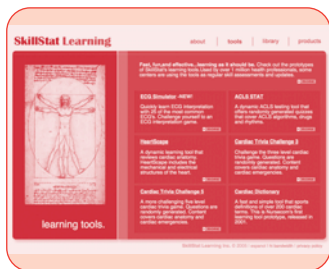 SkillStat Learning
about | tools | library | products
Fast, fun and effective...learning as it should be. Check out the prototypes
of SkillStat's learning tools Used by over 1 million health professionals, some
centers are using the tools as regular skill assessments and updates.
ECG Simulator -NEW!
Quickly learn ECG interpretation
with 25 of the most common
ECG's. Challenge yourself to an
ECG interpretation game.
ACLS STAT
A dynamic ACLS testing tool that
offers randomly generated quizzes
that cover ACLS algorithms, drugs
and rhythms.
HeartScape
A dynamic learning tool that
reviews cardiac anatomy.
HeartScape includes the
mechanical and electrical
structures of the heart.
Cardiac Trivia Challenge 3
Challenge the three level cardiac
trivia game. Questions are
randomly generated. Content
covers cardiac anatomy and
cardiac emergencies.
Cardiac Trivia Challenge 5
A more challenging five level
cardiac trivia game. Questions
are randomly generated. Content
covers cardiac anatomy and
cardiac emergencies.
Cardiac Dictionary
A fast and simple tool that sports
definitions of over 200 cardiac
terms. This is Nursecom's first
learning tool prototype, released in
2001.
learning tools.
SkillStat Learning Inc. © 2010